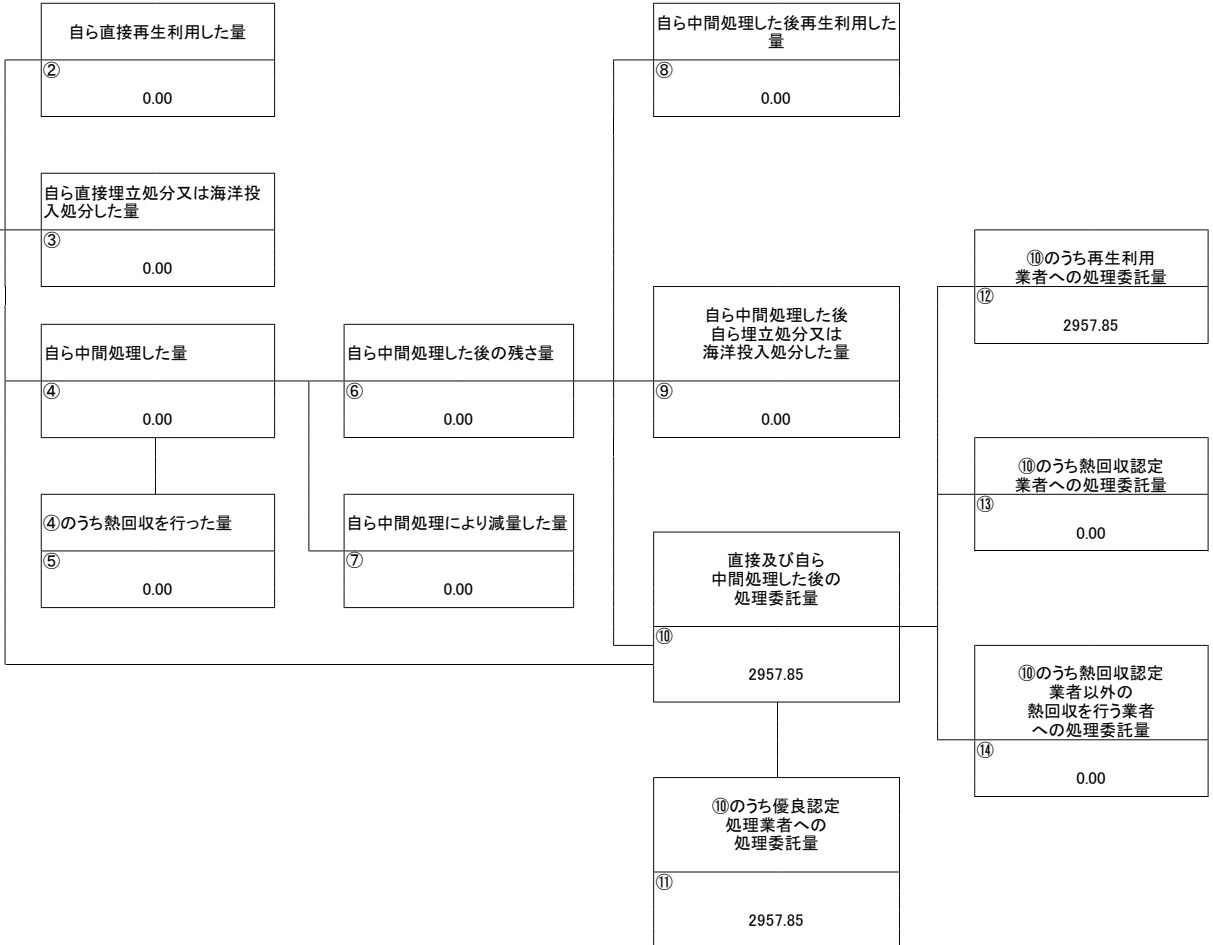 自ら直接再生利用した量
②
0.00
自ら直接埋立処分又は海洋投
入処分した量
③
0.00
自ら中間処理した量
④
0.00
④のうち熱回収を行った量
⑤
0.00
自ら中間処理した後の残さ量
⑥
0.00
自ら中間処理により減量した量
⑦
0.00
自ら中間処理した後再生利用した
量
⑧
0.00
自ら中間処理した後
自ら埋立処分又は
海洋投入処分した量
⑨
0.00
直接及び自ら
中間処理した後の
処理委託量
⑩
2957.85
⑩のうち優良認定
処理業者への
処理委託量
⑪
2957.85
⑩のうち再生利用
業者への処理委託量
⑫
2957.85
⑩のうち熱回収認定
業者への処理委託量
⑬
0.00
⑩のうち熱回収認定
業者以外の
熱回収を行う業者
への処理委託量
⑭
0.00